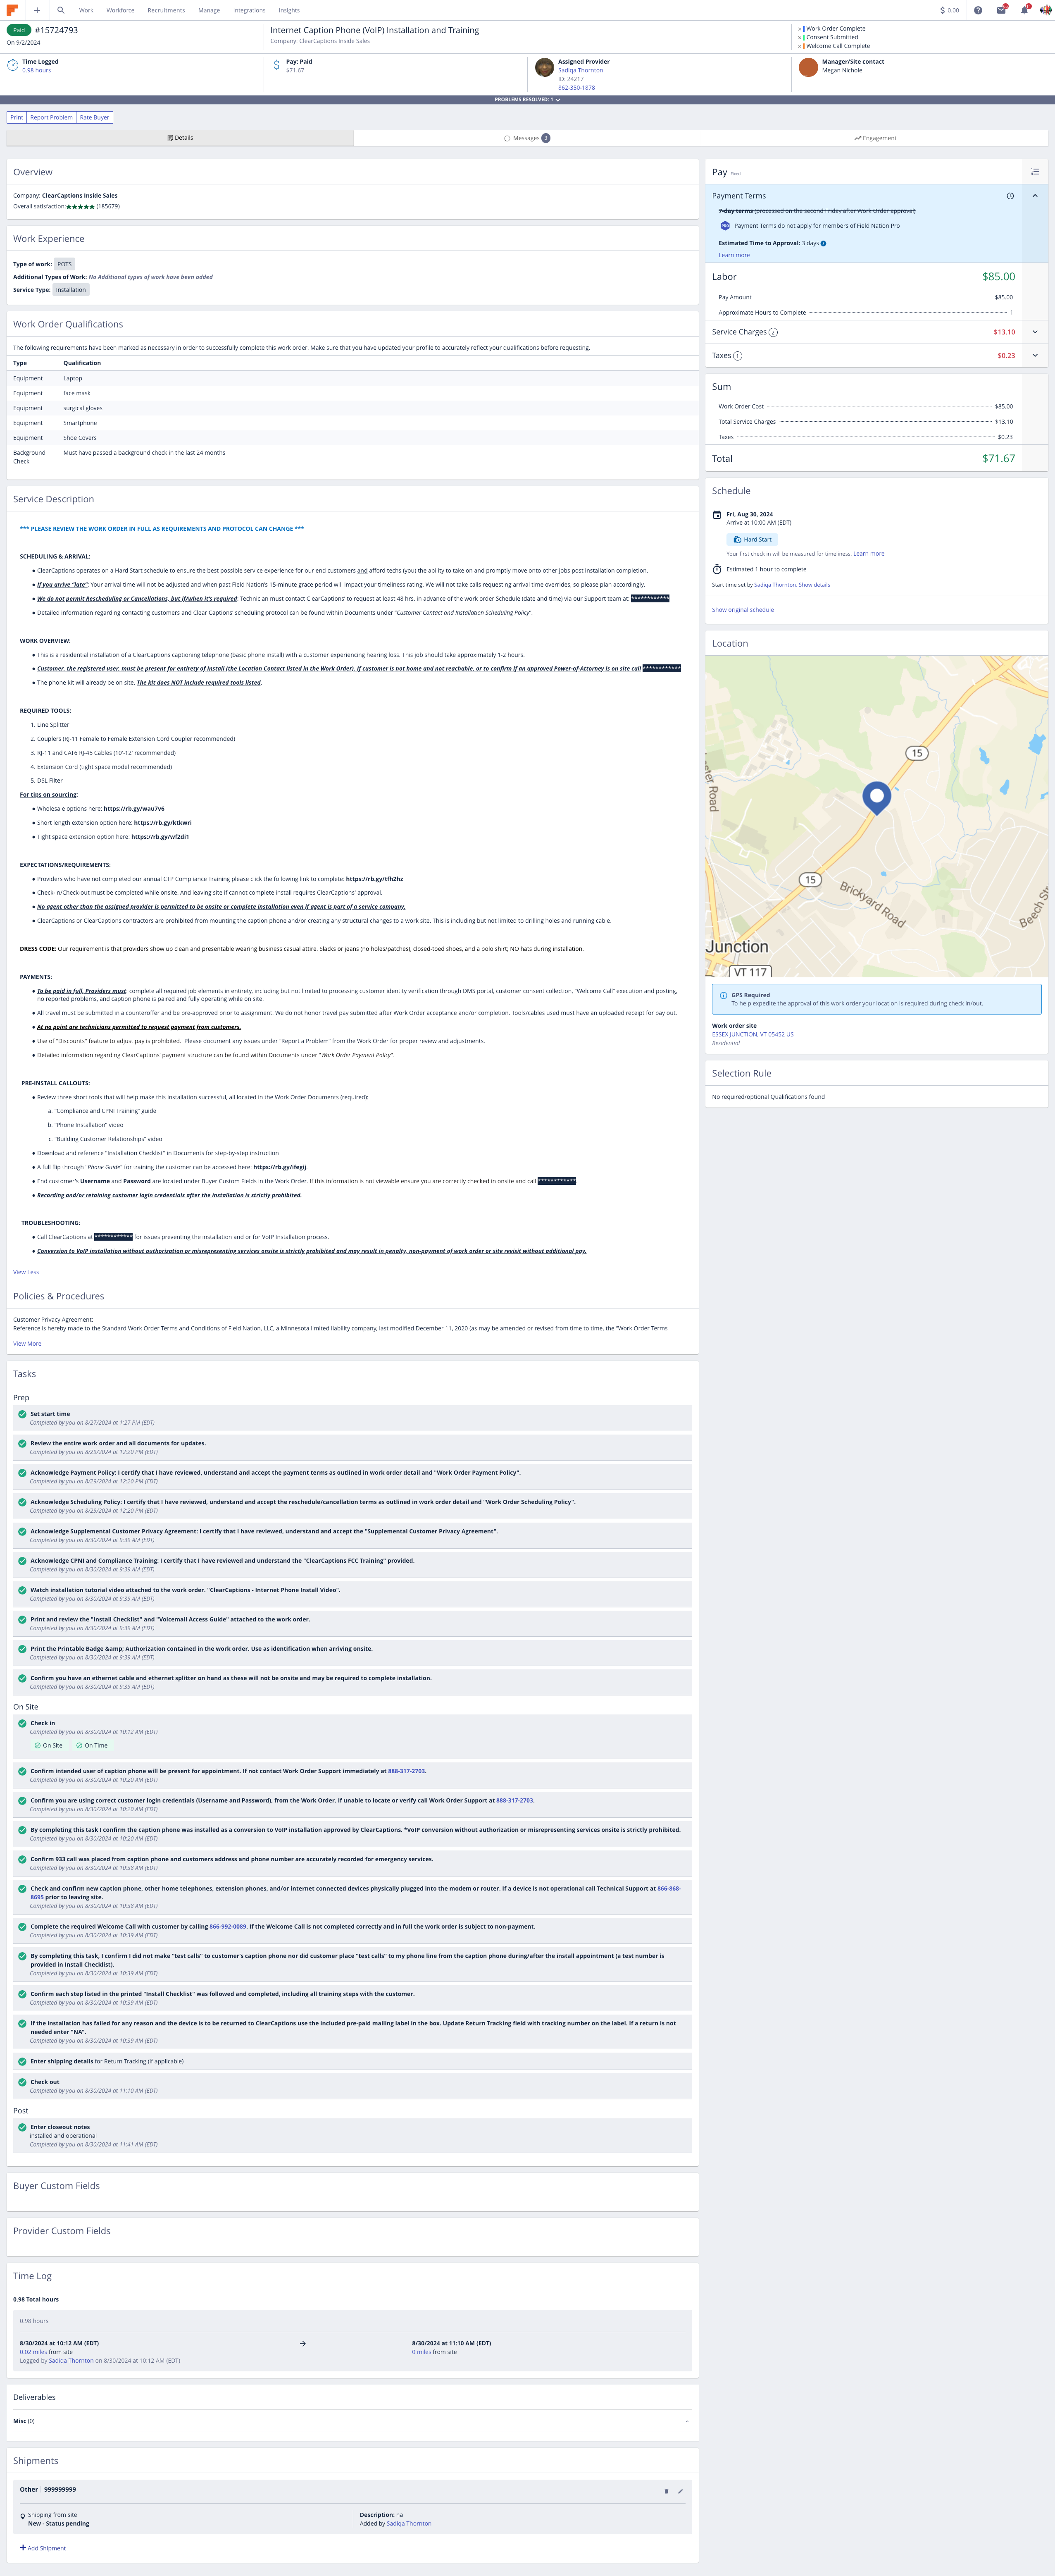 Work
Workforce
Recruitments
Manage
Integrations
Insights
$ 0.00
Paid #15724793
On 9/2/2024
Internet Caption Phone (VoIP) Installation and Training
Company: ClearCaptions Inside Sales
Work Order Complete
Consent Submitted
Welcome Call Complete
Time Logged
0.98 hours
Pay: Paid
$71.67
Assigned Provider
Sadiqa Thornton
ID: 24217
862-350-1878
Manager/Site contact
Megan Nichole
PROBLEMS RESOLVED: 1
Print
Report Problem
Rate Buyer
Details
Messages 3
Engagement
Overview
Company: ClearCaptions Inside Sales
Overall satisfaction:★★★★★ (185679)
Work Experience
Type of work: POTS
Additional Types of Work: No Additional types of work have been added
Service Type: Installation
Work Order Qualifications
The following requirements have been marked as necessary in order to successfully complete this work order. Make sure that you have updated your profile to accurately reflect your qualifications before requesting.
Type Qualification
Equipment Laptop
Equipment face mask
Equipment surgical gloves
Equipment Smartphone
Equipment Shoe Covers
Background Check Must have passed a background check in the last 24 months
Service Description
*** PLEASE REVIEW THE WORK ORDER IN FULL AS REQUIREMENTS AND PROTOCOL CAN CHANGE ***
SCHEDULING & ARRIVAL:
● ClearCaptions operates on a Hard Start schedule to ensure the best possible service experience for our end customers and afford techs (you) the ability to take on and promptly move onto other jobs post installation completion.
● If you arrive "late": Your arrival time will not be adjusted and when past Field Nation's 15-minute grace period will impact your timeliness rating. We will not take calls requesting arrival time overrides, so please plan accordingly.
● We do not permit Rescheduling or Cancellations, but if/when it's required: Technician must contact ClearCaptions' to request at least 48 hrs. in advance of the work order Schedule (date and time) via our Support team at: ************
● Detailed information regarding contacting customers and Clear Captions' scheduling protocol can be found within Documents under "Customer Contact and Installation Scheduling Policy".
WORK OVERVIEW:
● This is a residential installation of a ClearCaptions captioning telephone (basic phone install) with a customer experiencing hearing loss. This job should take approximately 1-2 hours.
● Customer, the registered user, must be present for entirety of Install (the Location Contact listed in the Work Order). If customer is not home and not reachable, or to confirm if an approved Power-of-Attorney is on site call ************
● The phone kit will already be on site. The kit does NOT include required tools listed.
REQUIRED TOOLS:
1. Line Splitter
2. Couplers (RJ-11 Female to Female Extension Cord Coupler recommended)
3. RJ-11 and CAT6 RJ-45 Cables (10'-12' recommended)
4. Extension Cord (tight space model recommended)
5. DSL Filter
For tips on sourcing:
● Wholesale options here: https://rb.gy/wau7v6
● Short length extension option here: https://rb.gy/ktkwri
● Tight space extension option here: https://rb.gy/wf2di1
EXPECTATIONS/REQUIREMENTS:
● Providers who have not completed our annual CTP Compliance Training please click the following link to complete: https://rb.gy/tfh2hz
● Check-in/Check-out must be completed while onsite. And leaving site if cannot complete install requires ClearCaptions' approval.
● No agent other than the assigned provider is permitted to be onsite or complete installation even if agent is part of a service company.
● ClearCaptions or ClearCaptions contractors are prohibited from mounting the caption phone and/or creating any structural changes to a work site. This is including but not limited to drilling holes and running cable.
DRESS CODE: Our requirement is that providers show up clean and presentable wearing business casual attire. Slacks or jeans (no holes/patches), closed-toed shoes, and a polo shirt; NO hats during installation.
PAYMENTS:
● To be paid in full, Providers must: complete all required job elements in entirety, including but not limited to processing customer identity verification through DMS portal, customer consent collection, "Welcome Call" execution and posting,
no reported problems, and caption phone is paired and fully operating while on site.
● All travel must be submitted in a counteroffer and be pre-approved prior to assignment. We do not honor travel pay submitted after Work Order acceptance and/or completion. Tools/cables used must have an uploaded receipt for pay out.
● At no point are technicians permitted to request payment from customers.
● Use of "Discounts" feature to adjust pay is prohibited. Please document any issues under "Report a Problem" from the Work Order for proper review and adjustments.
● Detailed information regarding ClearCaptions' payment structure can be found within Documents under "Work Order Payment Policy".
PRE-INSTALL CALLOUTS:
● Review three short tools that will help make this installation successful, all located in the Work Order Documents (required):
a. "Compliance and CPNI Training" guide
b. "Phone Installation" video
c. "Building Customer Relationships" video
● Download and reference "Installation Checklist" in Documents for step-by-step instruction
● A full flip through "Phone Guide" for training the customer can be accessed here: https://rb.gy/ifegij.
● End customer's Username and Password are located under Buyer Custom Fields in the Work Order. If this information is not viewable ensure you are correctly checked in onsite and call ************
● Recording and/or retaining customer login credentials after the installation is strictly prohibited.
TROUBLESHOOTING:
● Call ClearCaptions at ************ for issues preventing the installation and or for VoIP Installation process.
● Conversion to VoIP installation without authorization or misrepresenting services onsite is strictly prohibited and may result in penalty, non-payment of work order or site revisit without additional pay.
View Less
Policies & Procedures
Customer Privacy Agreement:
Reference is hereby made to the Standard Work Order Terms and Conditions of Field Nation, LLC, a Minnesota limited liability company, last modified December 11, 2020 (as may be amended or revised from time to time, the "Work Order Terms
View More
Tasks
Prep
Set start time
Completed by you on 8/27/2024 at 1:27 PM (EDT)
Review the entire work order and all documents for updates.
Completed by you on 8/29/2024 at 12:20 PM (EDT)
Acknowledge Payment Policy: I certify that I have reviewed, understand and accept the payment terms as outlined in work order detail and "Work Order Payment Policy".
Completed by you on 8/29/2024 at 12:20 PM (EDT)
Acknowledge Scheduling Policy: I certify that I have reviewed, understand and accept the reschedule/cancellation terms as outlined in work order detail and "Work Order Scheduling Policy".
Completed by you on 8/29/2024 at 12:20 PM (EDT)
Acknowledge Supplemental Customer Privacy Agreement: I certify that I have reviewed, understand and accept the "Supplemental Customer Privacy Agreement".
Completed by you on 8/30/2024 at 9:39 AM (EDT)
Acknowledge CPNI and Compliance Training: I certify that I have reviewed and understand the "ClearCaptions FCC Training" provided.
Completed by you on 8/30/2024 at 9:39 AM (EDT)
Watch installation tutorial video attached to the work order. "ClearCaptions - Internet Phone Install Video".
Completed by you on 8/30/2024 at 9:39 AM (EDT)
Print and review the "Install Checklist" and "Voicemail Access Guide" attached to the work order.
Completed by you on 8/30/2024 at 9:39 AM (EDT)
Print the Printable Badge &amp; Authorization contained in the work order. Use as identification when arriving onsite.
Completed by you on 8/30/2024 at 9:39 AM (EDT)
Confirm you have an ethernet cable and ethernet splitter on hand as these will not be onsite and may be required to complete installation.
Completed by you on 8/30/2024 at 9:39 AM (EDT)
On Site
Check in
Completed by you on 8/30/2024 at 10:12 AM (EDT)
On Site
On Time
Confirm intended user of caption phone will be present for appointment. If not contact Work Order Support immediately at 888-317-2703.
Completed by you on 8/30/2024 at 10:20 AM (EDT)
Confirm you are using correct customer login credentials (Username and Password), from the Work Order. If unable to locate or verify call Work Order Support at 888-317-2703.
Completed by you on 8/30/2024 at 10:20 AM (EDT)
By completing this task I confirm the caption phone was installed as a conversion to VoIP installation approved by ClearCaptions. *VoIP conversion without authorization or misrepresenting services onsite is strictly prohibited.
Completed by you on 8/30/2024 at 10:20 AM (EDT)
Confirm 933 call was placed from caption phone and customers address and phone number are accurately recorded for emergency services.
Completed by you on 8/30/2024 at 10:38 AM (EDT)
Check and confirm new caption phone, other home telephones, extension phones, and/or internet connected devices physically plugged into the modem or router. If a device is not operational call Technical Support at 866-868-
8695 prior to leaving site.
Completed by you on 8/30/2024 at 10:38 AM (EDT)
Complete the required Welcome Call with customer by calling 866-992-0089. If the Welcome Call is not completed correctly and in full the work order is subject to non-payment.
Completed by you on 8/30/2024 at 10:39 AM (EDT)
By completing this task, I confirm I did not make "test calls" to customer's caption phone nor did customer place "test calls" to my phone line from the caption phone during/after the install appointment (a test number is
provided in Install Checklist).
Completed by you on 8/30/2024 at 10:39 AM (EDT)
Confirm each step listed in the printed "Install Checklist" was followed and completed, including all training steps with the customer.
Completed by you on 8/30/2024 at 10:39 AM (EDT)
If the installation has failed for any reason and the device is to be returned to ClearCaptions use the included pre-paid mailing label in the box. Update Return Tracking field with tracking number on the label. If a return is not
needed enter "NA".
Completed by you on 8/30/2024 at 10:39 AM (EDT)
Enter shipping details for Return Tracking (if applicable)
Check out
Completed by you on 8/30/2024 at 11:10 AM (EDT)
Post
Enter closeout notes
installed and operational
Completed by you on 8/30/2024 at 11:41 AM (EDT)
Buyer Custom Fields
Provider Custom Fields
Time Log
0.98 Total hours
0.98 hours
8/30/2024 at 10:12 AM (EDT)
0.02 miles from site
Logged by Sadiqa Thornton on 8/30/2024 at 10:12 AM (EDT)
8/30/2024 at 11:10 AM (EDT)
0 miles from site
Deliverables
Misc (0)
Shipments
Other 999999999
Shipping from site
New - Status pending
Description: na
Added by Sadiqa Thornton
Add Shipment
Pay Fixed
Payment Terms
7-day terms (processed on the second Friday after Work Order approval)
PRO Payment Terms do not apply for members of Field Nation Pro
Estimated Time to Approval: 3 days
Learn more
Labor $85.00
Pay Amount $85.00
Approximate Hours to Complete 1
Service Charges 2 $13.10
Taxes 1 $0.23
Sum
Work Order Cost $85.00
Total Service Charges $13.10
Taxes $0.23
Total $71.67
Schedule
Fri, Aug 30, 2024
Arrive at 10:00 AM (EDT)
Hard Start
Your first check in will be measured for timeliness. Learn more
Estimated 1 hour to complete
Start time set by Sadiqa Thornton. Show details
Show original schedule
Location
15
15
Brickyard Road
Beech St
Junction
VT 117
GPS Required
To help expedite the approval of this work order your location is required during check in/out.
Work order site
ESSEX JUNCTION, VT 05452 US
Residential
Selection Rule
No required/optional Qualifications found